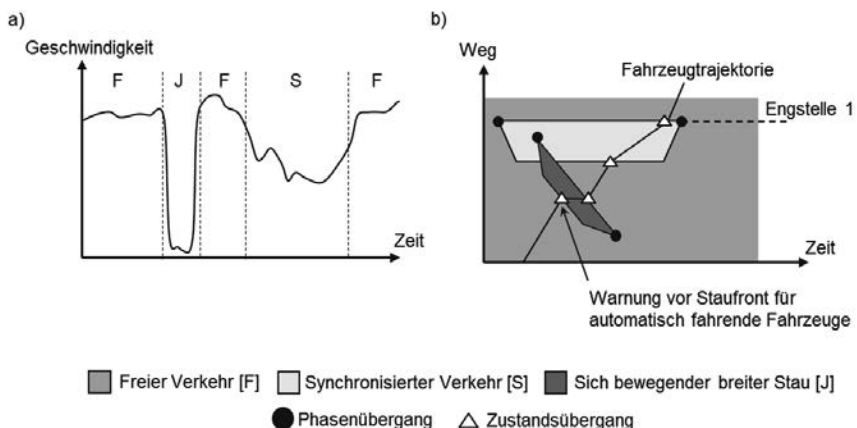 a)
Geschwindigkeit
F J F S F
Zeit
b)
Weg
Fahrzeugtrajektorie
Engstelle 1
Zeit
Warnung vor Staufront für
automatisch fahrende Fahrzeuge
Freier Verkehr [F] Synchronisierter Verkehr [S] Sich bewegender breiter Stau [J]
Phasenübergang Zustandsübergang